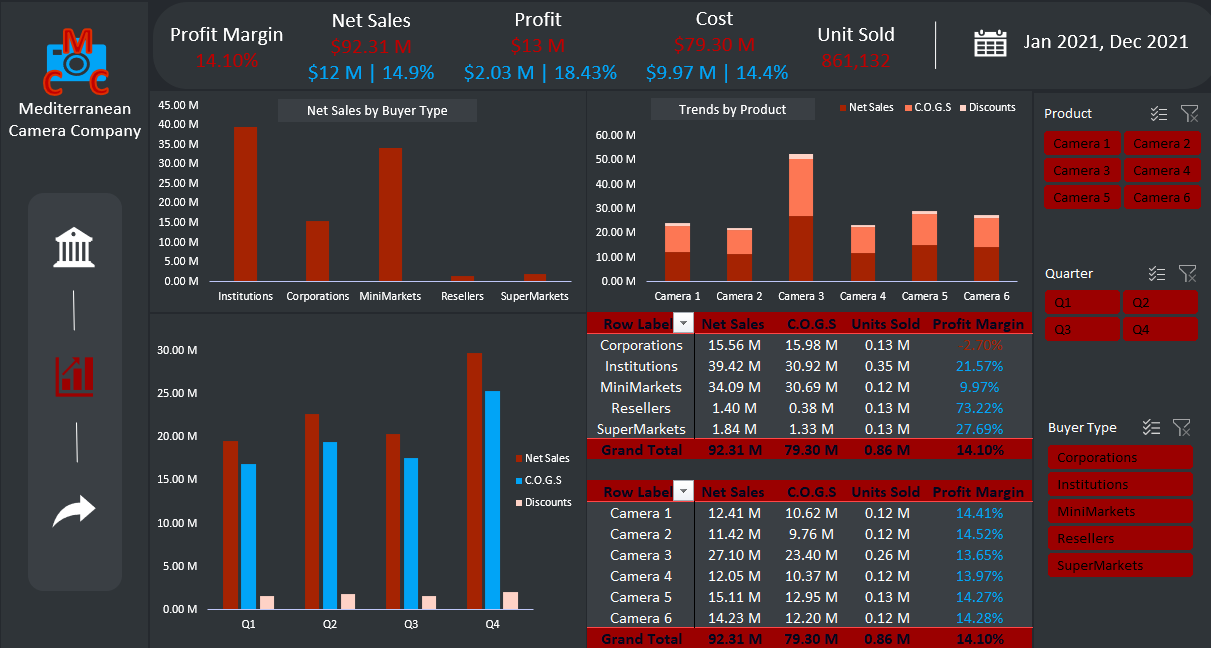 M
C C
Mediterranean
Camera Company
Profit Margin
14.10%
Net Sales
$92.31 M
$12 M | 14.9%
Profit
$13 M
$2.03 M | 18.43%
Cost
$79.30 M
$9.97 M | 14.4%
Unit Sold
861,132
Jan 2021, Dec 2021
Net Sales by Buyer Type
45.00 M
40.00 M
35.00 M
30.00 M
25.00 M
20.00 M
15.00 M
10.00 M
5.00 M
0.00 M
Institutions Corporations MiniMarkets Resellers SuperMarkets
Trends by Product
Net Sales C.O.G.S Discounts
60.00 M
50.00 M
40.00 M
30.00 M
20.00 M
10.00 M
0.00 M
Camera 1 Camera 2 Camera 3 Camera 4 Camera 5 Camera 6
30.00 M
25.00 M
20.00 M
15.00 M
10.00 M
5.00 M
0.00 M
Q1 Q2 Q3 Q4
Net Sales
C.O.G.S
Discounts
Row Label Net Sales C.O.G.S Units Sold Profit Margin
Corporations 15.56 M 15.98 M 0.13 M -2.70%
Institutions 39.42 M 30.92 M 0.35 M 21.57%
MiniMarkets 34.09 M 30.69 M 0.12 M 9.97%
Resellers 1.40 M 0.38 M 0.13 M 73.22%
SuperMarkets 1.84 M 1.33 M 0.13 M 27.69%
Grand Total 92.31 M 79.30 M 0.86 M 14.10%
Row Label Net Sales C.O.G.S Units Sold Profit Margin
Camera 1 12.41 M 10.62 M 0.12 M 14.41%
Camera 2 11.42 M 9.76 M 0.12 M 14.52%
Camera 3 27.10 M 23.40 M 0.26 M 13.65%
Camera 4 12.05 M 10.37 M 0.12 M 13.97%
Camera 5 15.11 M 12.95 M 0.13 M 14.27%
Camera 6 14.23 M 12.20 M 0.12 M 14.28%
Grand Total 92.31 M 79.30 M 0.86 M 14.10%
Product
Camera 1 Camera 2
Camera 3 Camera 4
Camera 5 Camera 6
Quarter
Q1 Q2
Q3 Q4
Buyer Type
Corporations
Institutions
MiniMarkets
Resellers
SuperMarkets